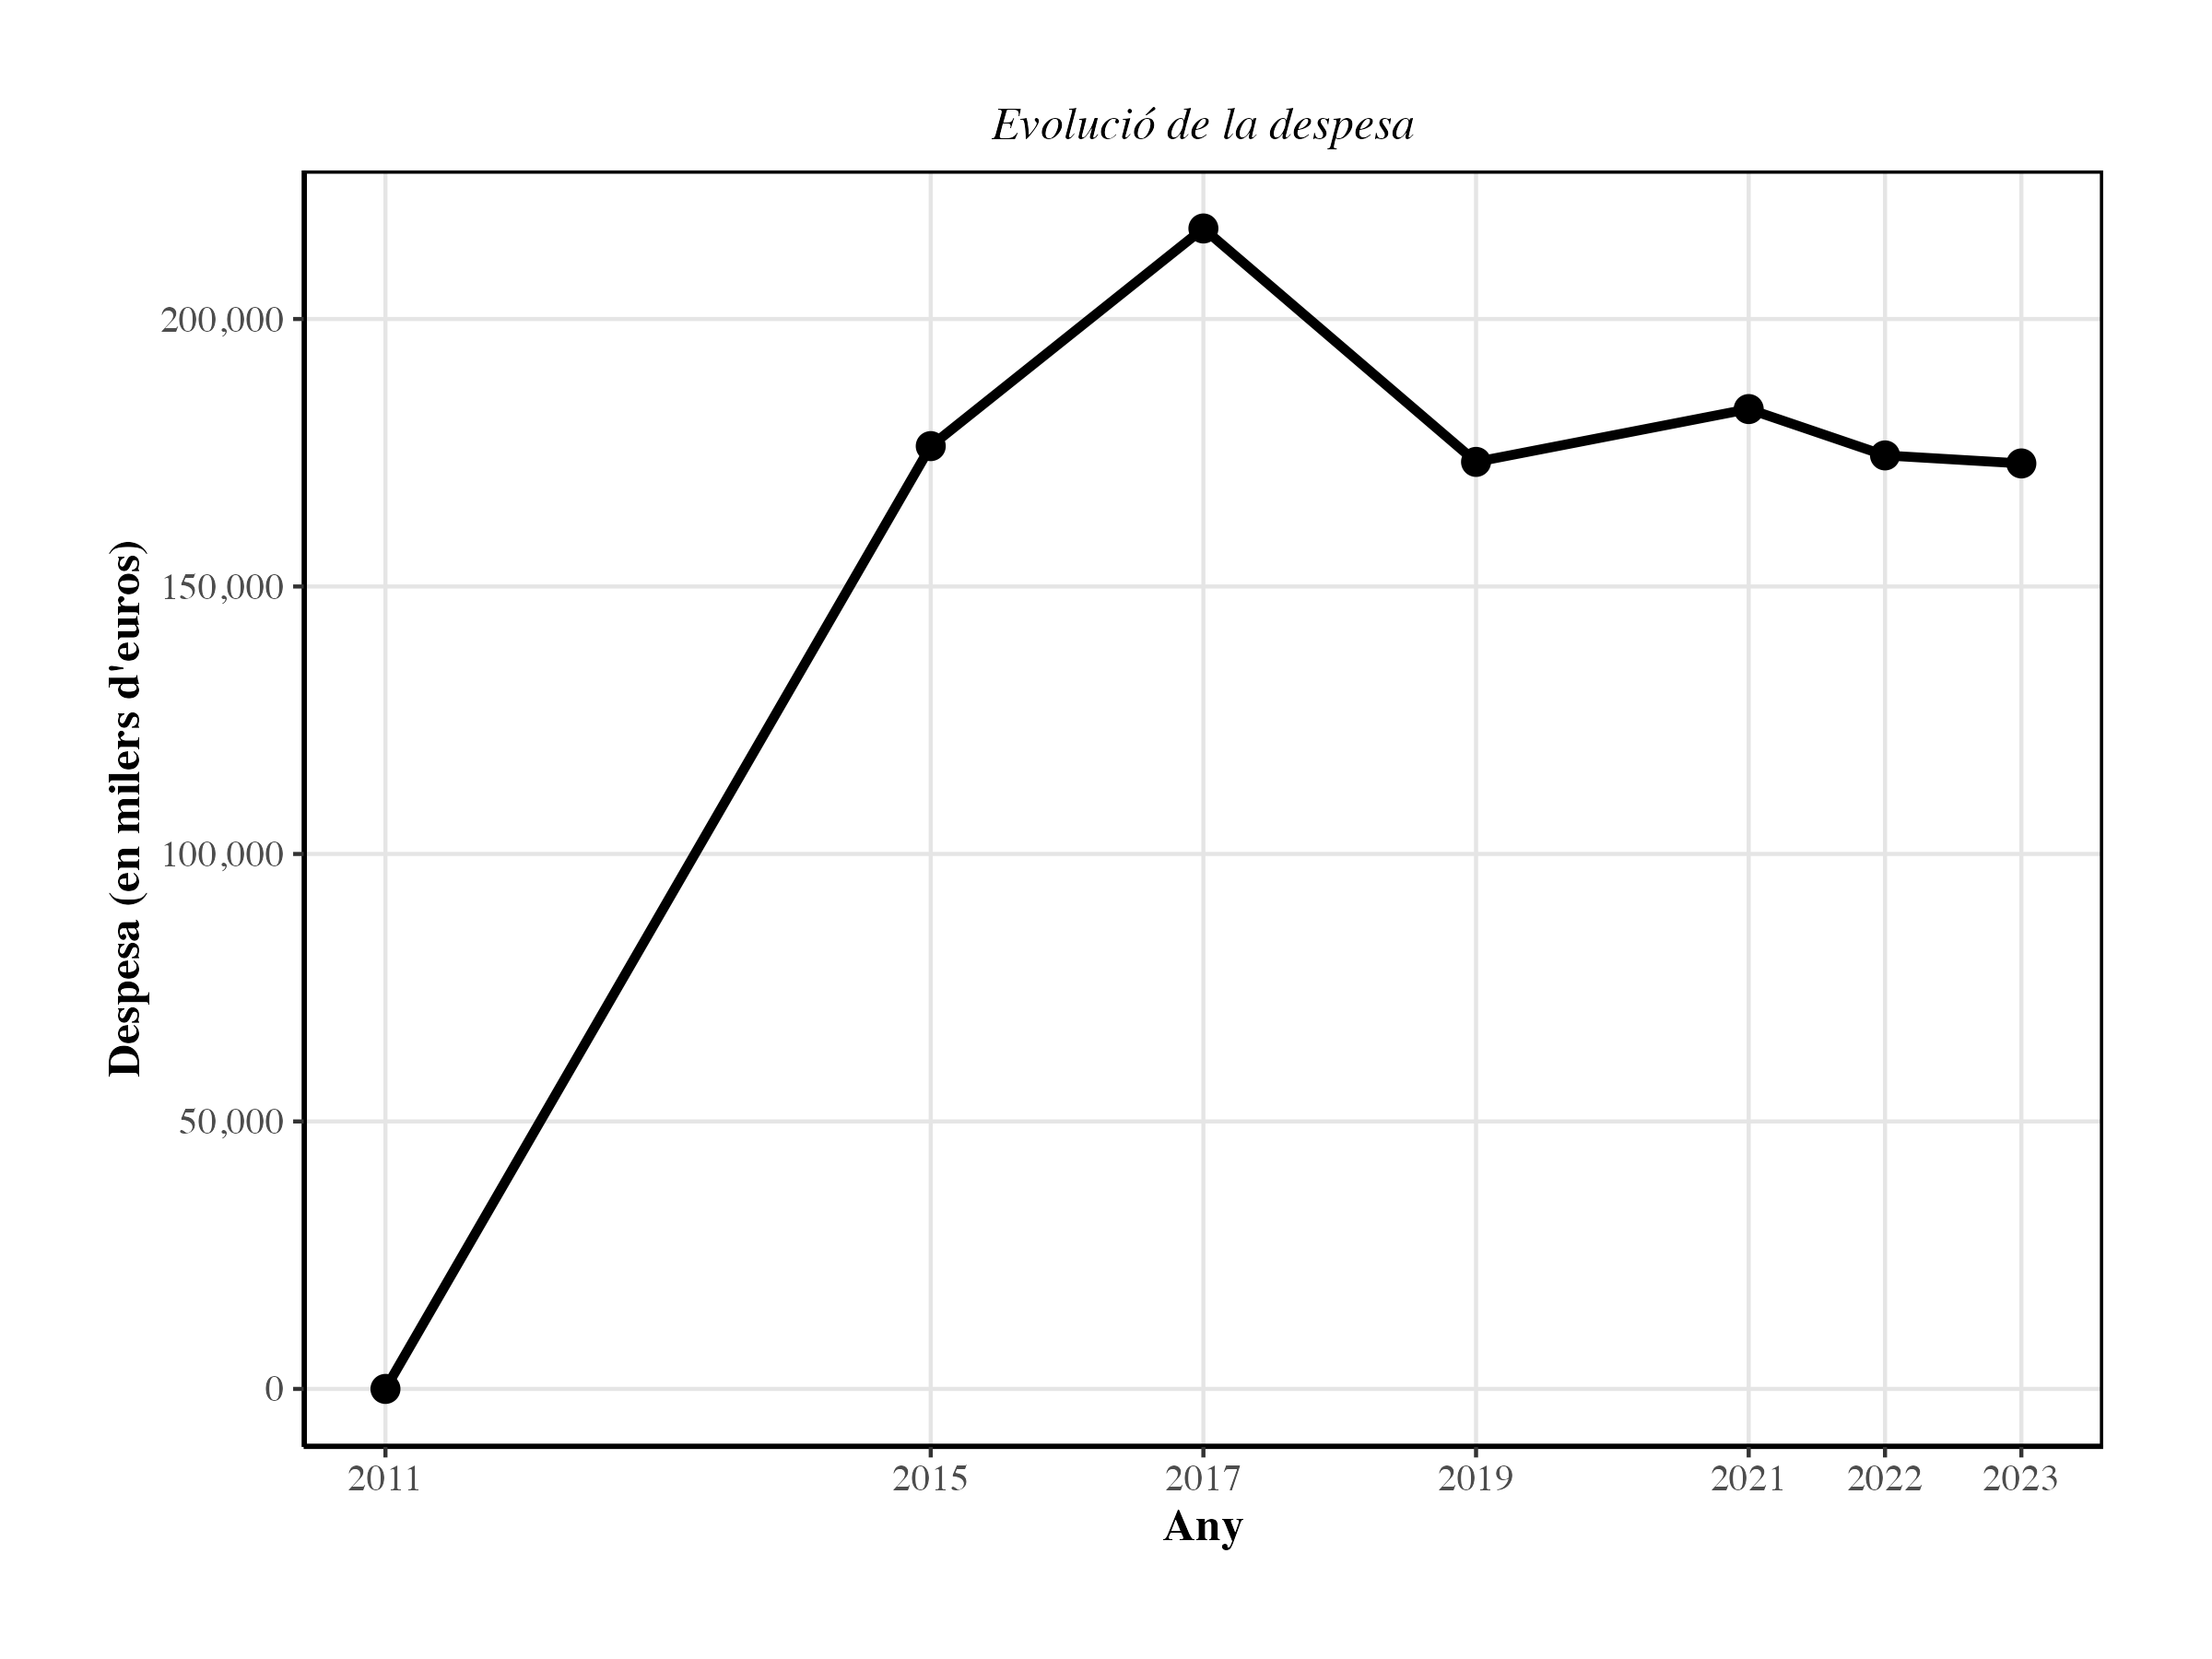 Evolució de la despesa
Despesa (en milers d'euros)
200,000
150,000
100,000
50,000
0
2011 2015 2017 2019 2021 2022 2023
Any